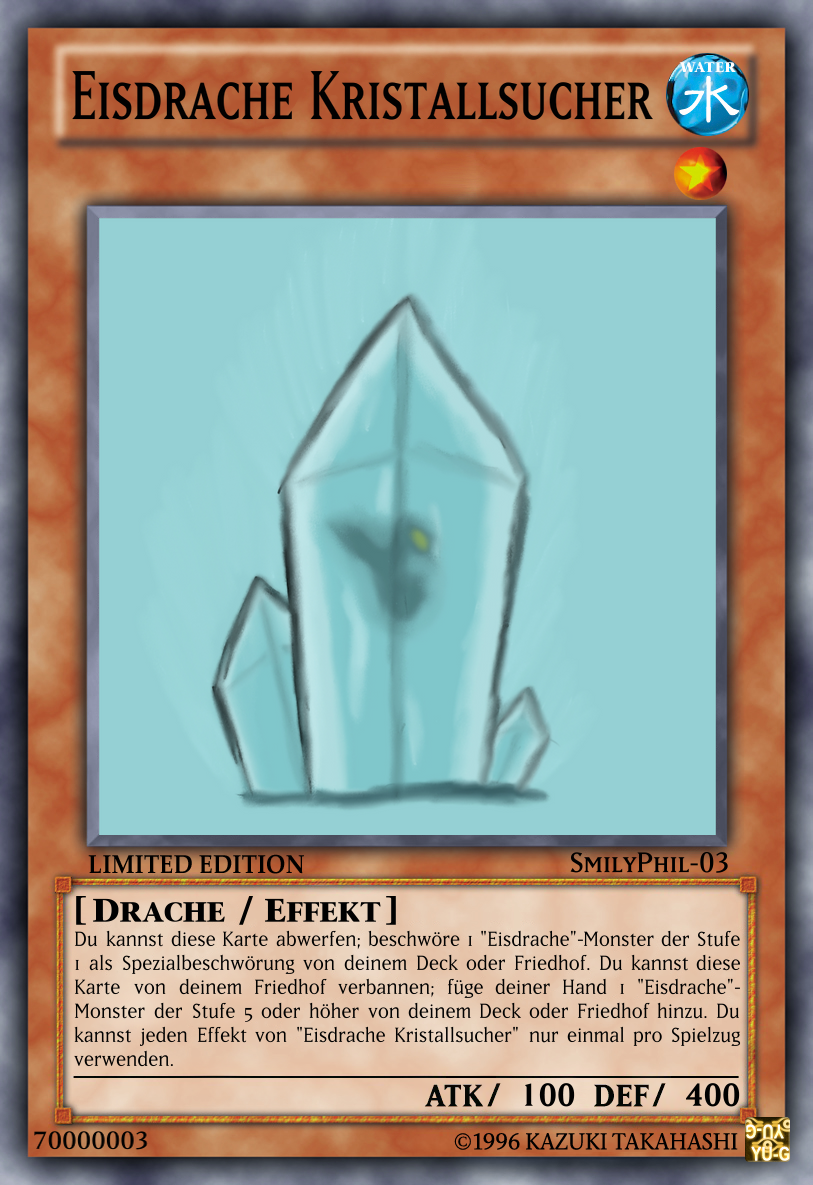 Eisdrache Kristallsucher
WATER
水
LIMITED EDITION
SmilyPhil-03
[ Drache / Effekt ]
Du kannst diese Karte abwerfen; beschwöre 1 "Eisdrache"-Monster der Stufe
1 als Spezialbeschwörung von deinem Deck oder Friedhof. Du kannst diese
Karte von deinem Friedhof verbannen; füge deiner Hand 1 "Eisdrache"-
Monster der Stufe 5 oder höher von deinem Deck oder Friedhof hinzu. Du
kannst jeden Effekt von "Eisdrache Kristallsucher" nur einmal pro Spielzug
verwenden.
ATK/ 100 DEF/ 400
70000003
©1996 KAZUKI TAKAHASHI